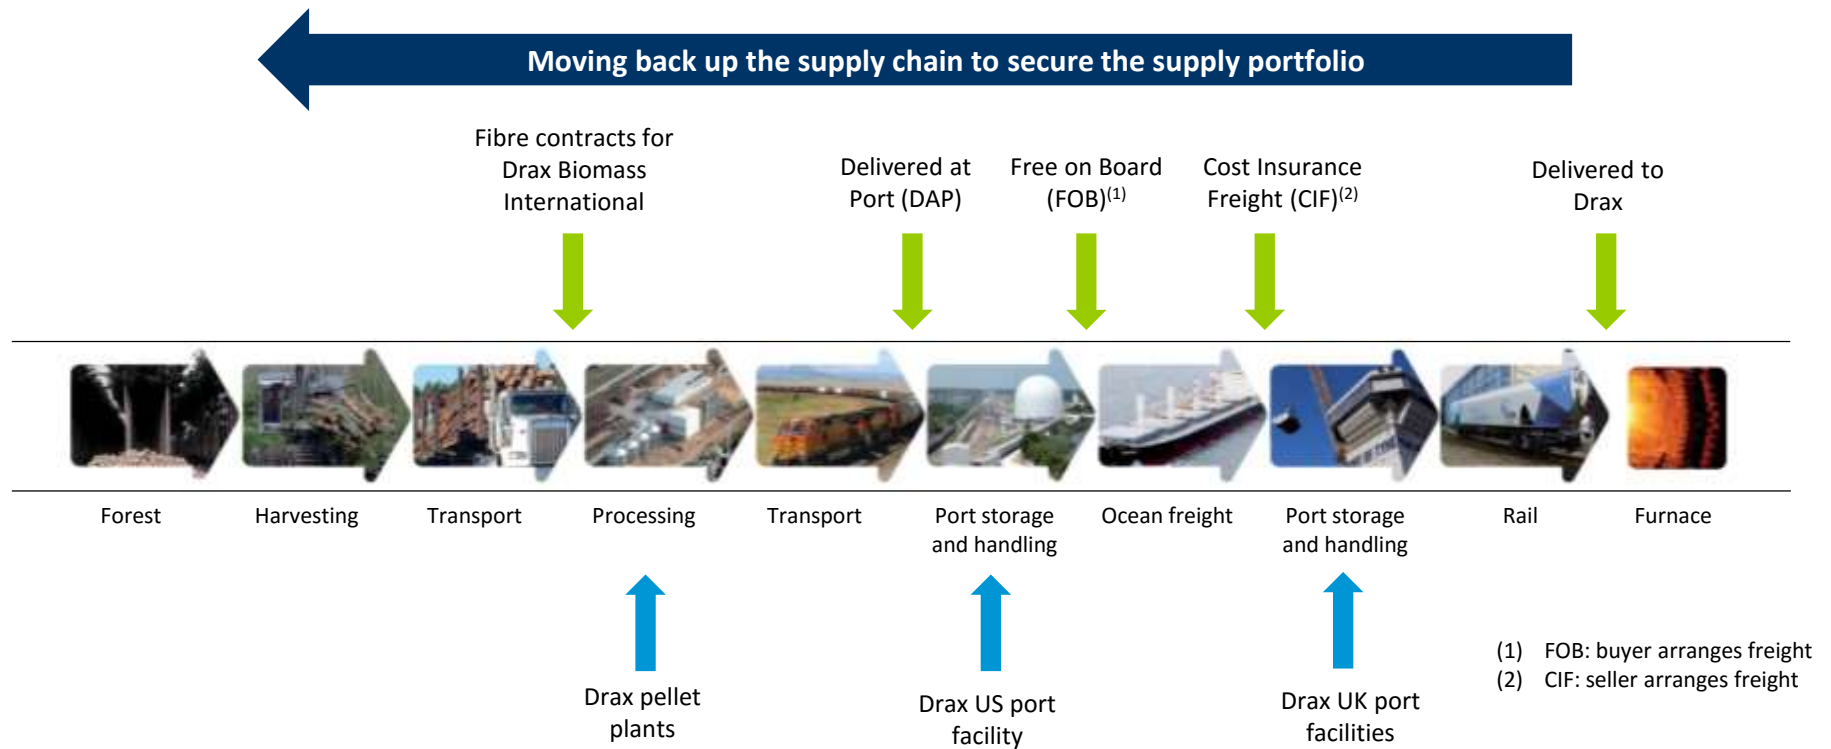 Moving back up the supply chain to secure the supply portfolio
Fibre contracts for
Drax Biomass
International
Delivered at
Port (DAP)
Free on Board
(FOB)(1)
Cost Insurance
Freight (CIF)(2)
Delivered to
Drax
Forest
Harvesting
Transport
Processing
Transport
Port storage
and handling
Ocean freight
Port storage
and handling
Rail
Furnace
Drax pellet
plants
Drax US port
facility
Drax UK port
facilities
(1) FOB: buyer arranges freight
(2) CIF: seller arranges freight